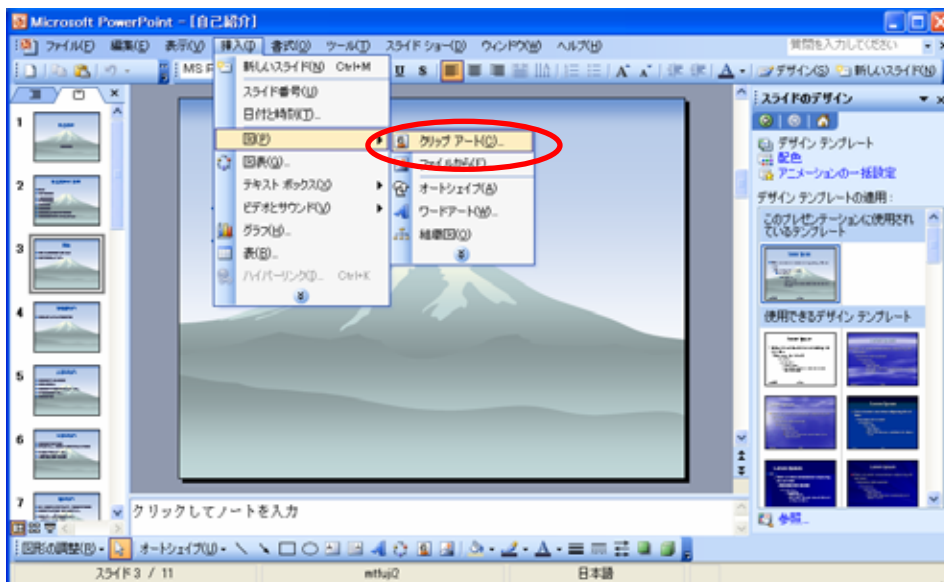 Microsoft PowerPoint - [自己紹介]
ファイル(F) 編集(E) 表示(V) 挿入(I) 書式(O) ツール(T) スライド ショー(D) ウィンドウ(W) ヘルプ(H) 質問を入力してください
MS P
U S
デザイン(S) 新しいスライド(N)
新しいスライド(N) Ctrl+M
スライド番号(U)
日付と時刻(T)...
図(P)
図表(G)...
テキスト ボックス(X)
ビデオとサウンド(V)
グラフ(H)...
表(B)...
ハイパーリンク(I)... Ctrl+K
クリップ アート(C)...
ファイルから(F)...
オートシェイプ(A)
ワードアート(W)...
組織図(O)
1
2
3
4
5
6
7
スライドのデザイン
デザイン テンプレート
配色
アニメーションの一括設定
デザイン テンプレートの適用 :
このプレゼンテーションに使用され
ているテンプレート
使用できるデザイン テンプレート
参照...
クリックしてノートを入力
図形の調整(R) オートシェイプ(U)
スライド 3 / 11 mtfuji2 日本語